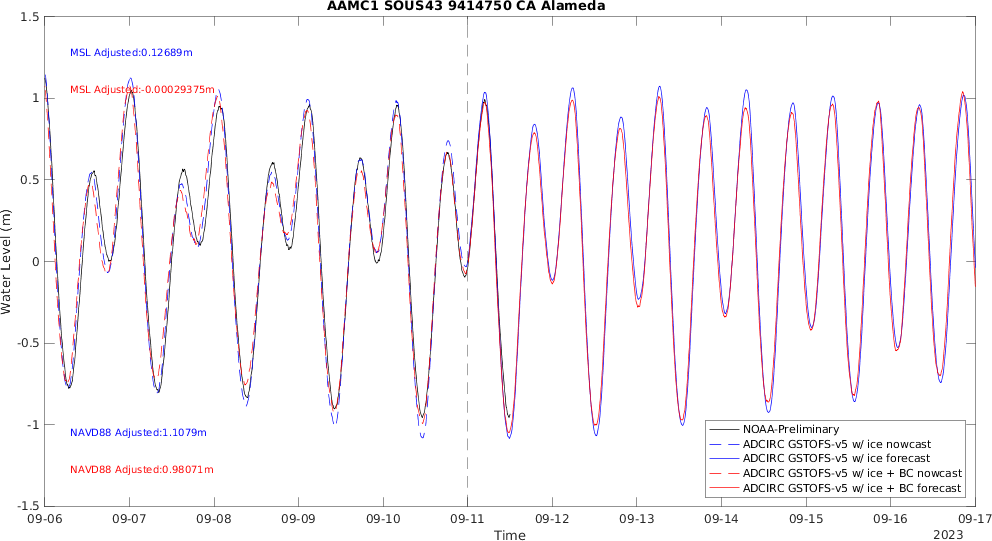 AAMC1 SOUS43 9414750 CA Alameda
1.5
1
0.5
0
-0.5
-1
-1.5
Water Level (m)
MSL Adjusted:0.12689m
MSL Adjusted:-0.00029375m
NAVD88 Adjusted:1.1079m
NAVD88 Adjusted:0.98071m
NOAA-Preliminary
ADCIRC GSTOFS-v5 w/ ice nowcast
ADCIRC GSTOFS-v5 w/ ice forecast
ADCIRC GSTOFS-v5 w/ ice + BC nowcast
ADCIRC GSTOFS-v5 w/ ice + BC forecast
09-06 09-07 09-08 09-09 09-10 09-11 09-12 09-13 09-14 09-15 09-16 09-17
Time
2023